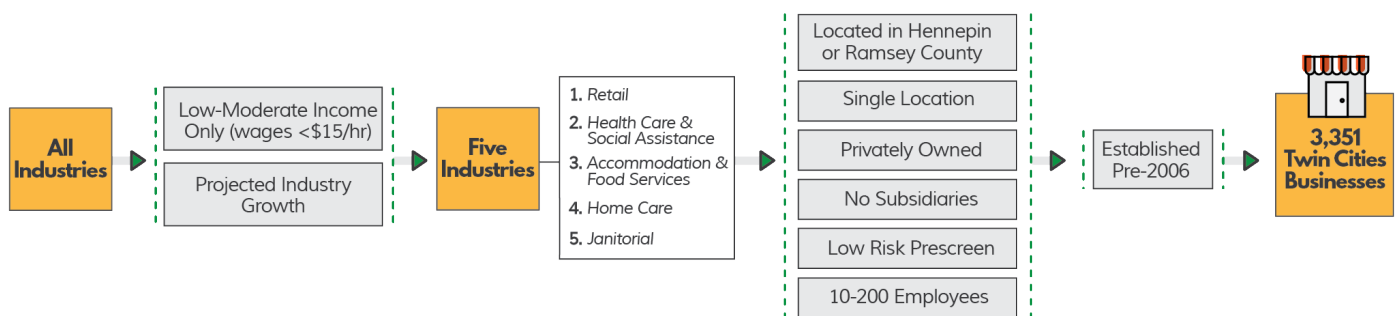 All
Industries
Low-Moderate Income
Only (wages <$15/hr)
Projected Industry
Growth
Five
Industries
1. Retail
2. Health Care &
Social Assistance
3. Accommodation &
Food Services
4. Home Care
5. Janitorial
Located in Hennepin
or Ramsey County
Single Location
Privately Owned
No Subsidiaries
Low Risk Prescreen
10-200 Employees
Established
Pre-2006
3,351
Twin Cities
Businesses